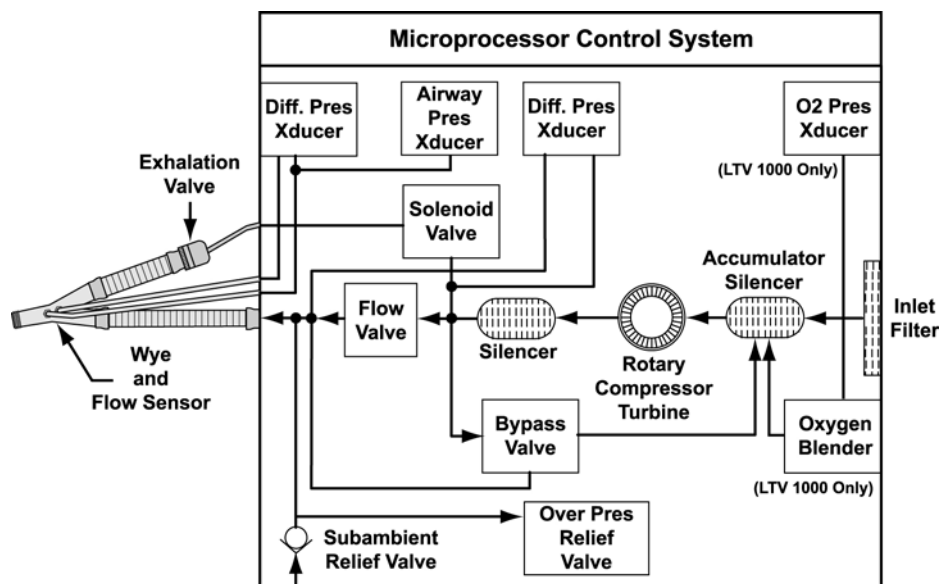 Microprocessor Control System
Diff. Pres
Xducer
Airway
Pres
Xducer
Diff. Pres
Xducer
O2 Pres
Xducer
(LTV 1000 Only)
Exhalation
Valve
Solenoid
Valve
Accumulator
Silencer
Flow
Valve
Silencer
Rotary
Compressor
Turbine
Inlet
Filter
Wye
and
Flow Sensor
Bypass
Valve
Oxygen
Blender
(LTV 1000 Only)
Subambient
Relief Valve
Over Pres
Relief
Valve